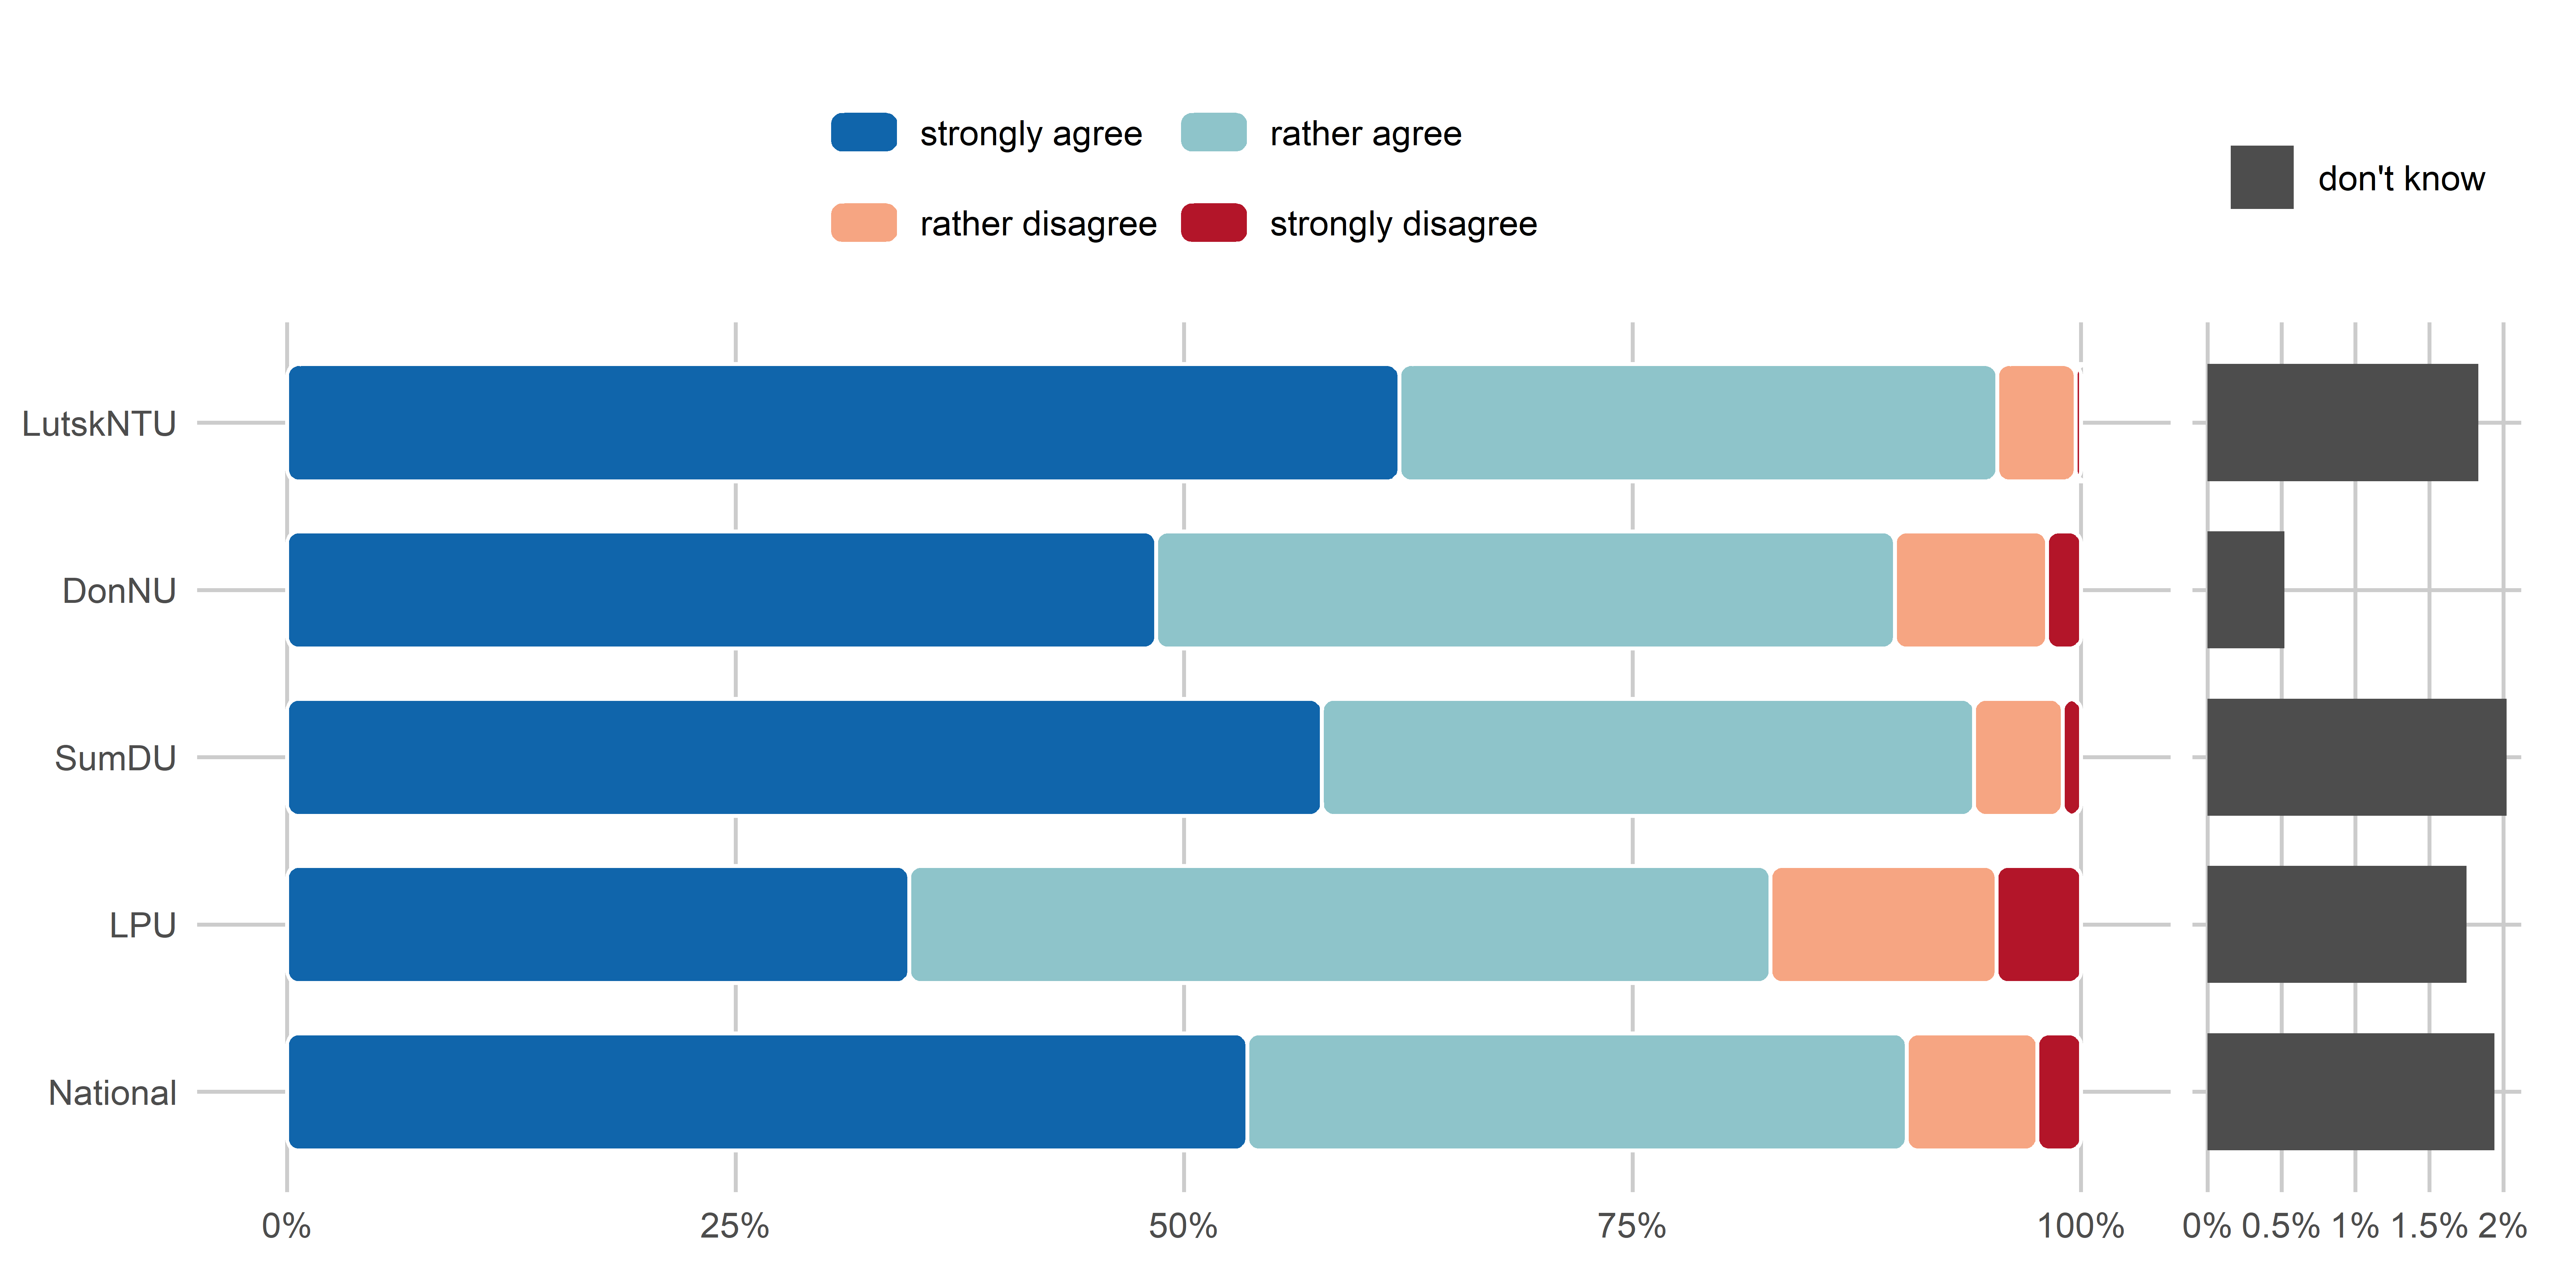 strongly agree
rather agree
rather disagree
strongly disagree
don't know
LutskNTU
DonNU
SumDU
LPU
National
0% 25% 50% 75% 100%
0% 0.5% 1% 1.5% 2%